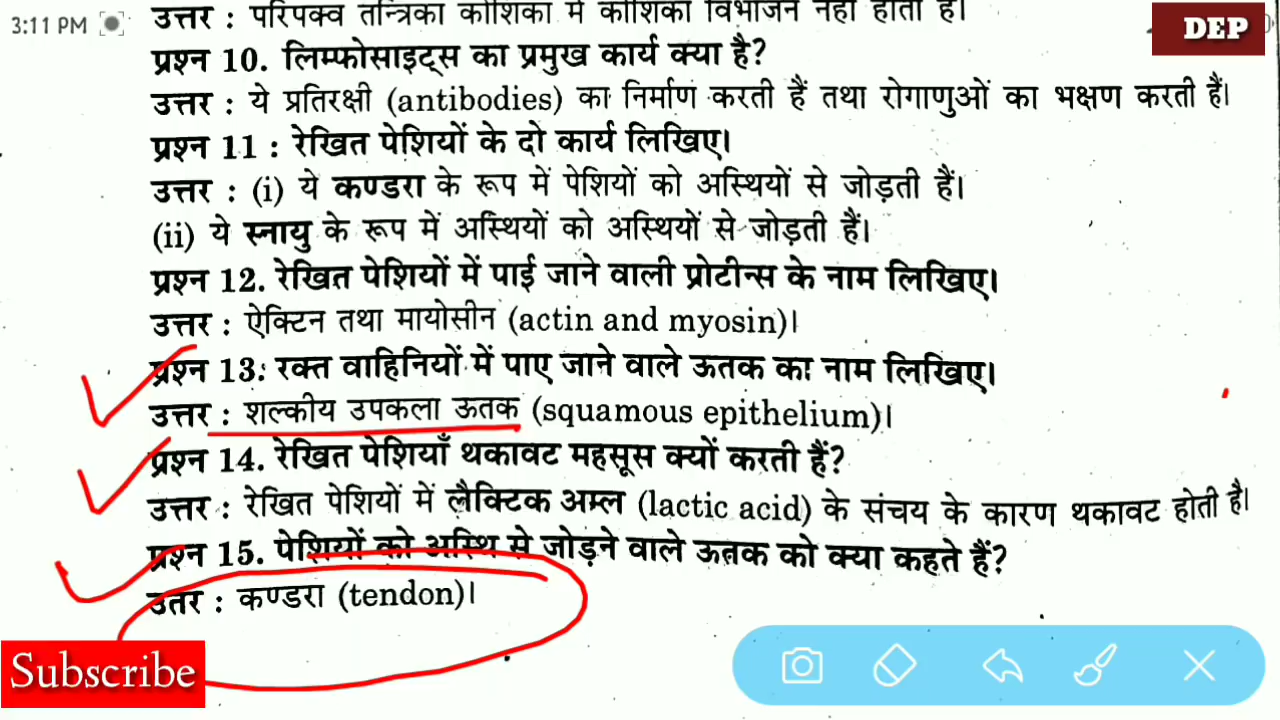 3:11 PM
DEP
उत्तर : परिपक्व तन्त्रिका कोशिका में कोशिका विभाजन नहीं होता है।
प्रश्न 10. लिम्फोसाइट्स का प्रमुख कार्य क्या है?
उत्तर : ये प्रतिरक्षी (antibodies) का निर्माण करती हैं तथा रोगाणुओं का भक्षण करती हैं।
प्रश्न 11 : रेखित पेशियों के दो कार्य लिखिए।
उत्तर : (i) ये कण्डरा के रूप में पेशियों को अस्थियों से जोड़ती हैं।
(ii) ये स्नायु के रूप में अस्थियों को अस्थियों से जोड़ती हैं।
प्रश्न 12. रेखित पेशियों में पाई जाने वाली प्रोटीन्स के नाम लिखिए।
उत्तर : ऐक्टिन तथा मायोसीन (actin and myosin)।
प्रश्न 13: रक्त वाहिनियों में पाए जाने वाले ऊतक का नाम लिखिए।
उत्तर : शल्कीय उपकला ऊतक (squamous epithelium)।
प्रश्न 14. रेखित पेशियाँ थकावट महसूस क्यों करती हैं?
उत्तर : रेखित पेशियों में लैक्टिक अम्ल (lactic acid) के संचय के कारण थकावट होती है।
प्रश्न 15. पेशियों को अस्थि से जोड़ने वाले ऊतक को क्या कहते हैं?
उतर : कण्डरा (tendon)।
Subscribe